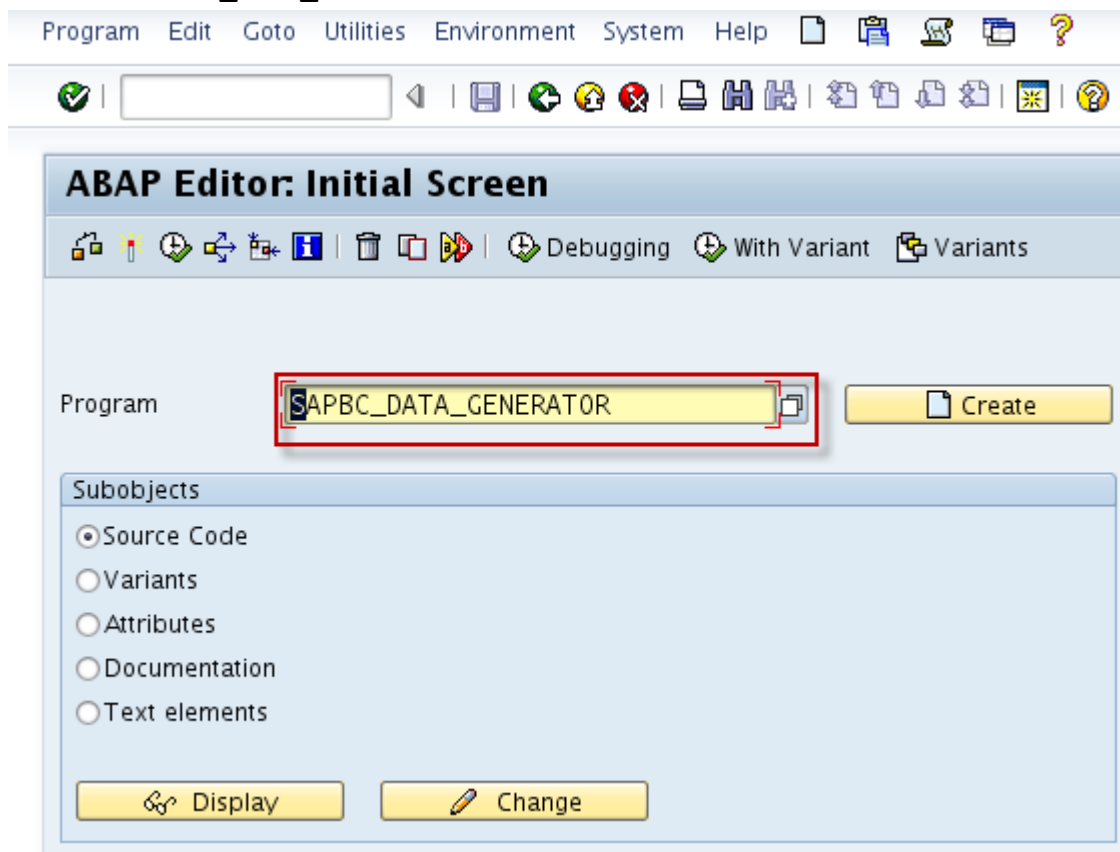 Program Edit Goto Utilities Environment System Help
ABAP Editor: Initial Screen
Debugging With Variant Variants
Program SAPBC_DATA_GENERATOR Create
Subobjects
Source Code
Variants
Attributes
Documentation
Text elements
Display Change